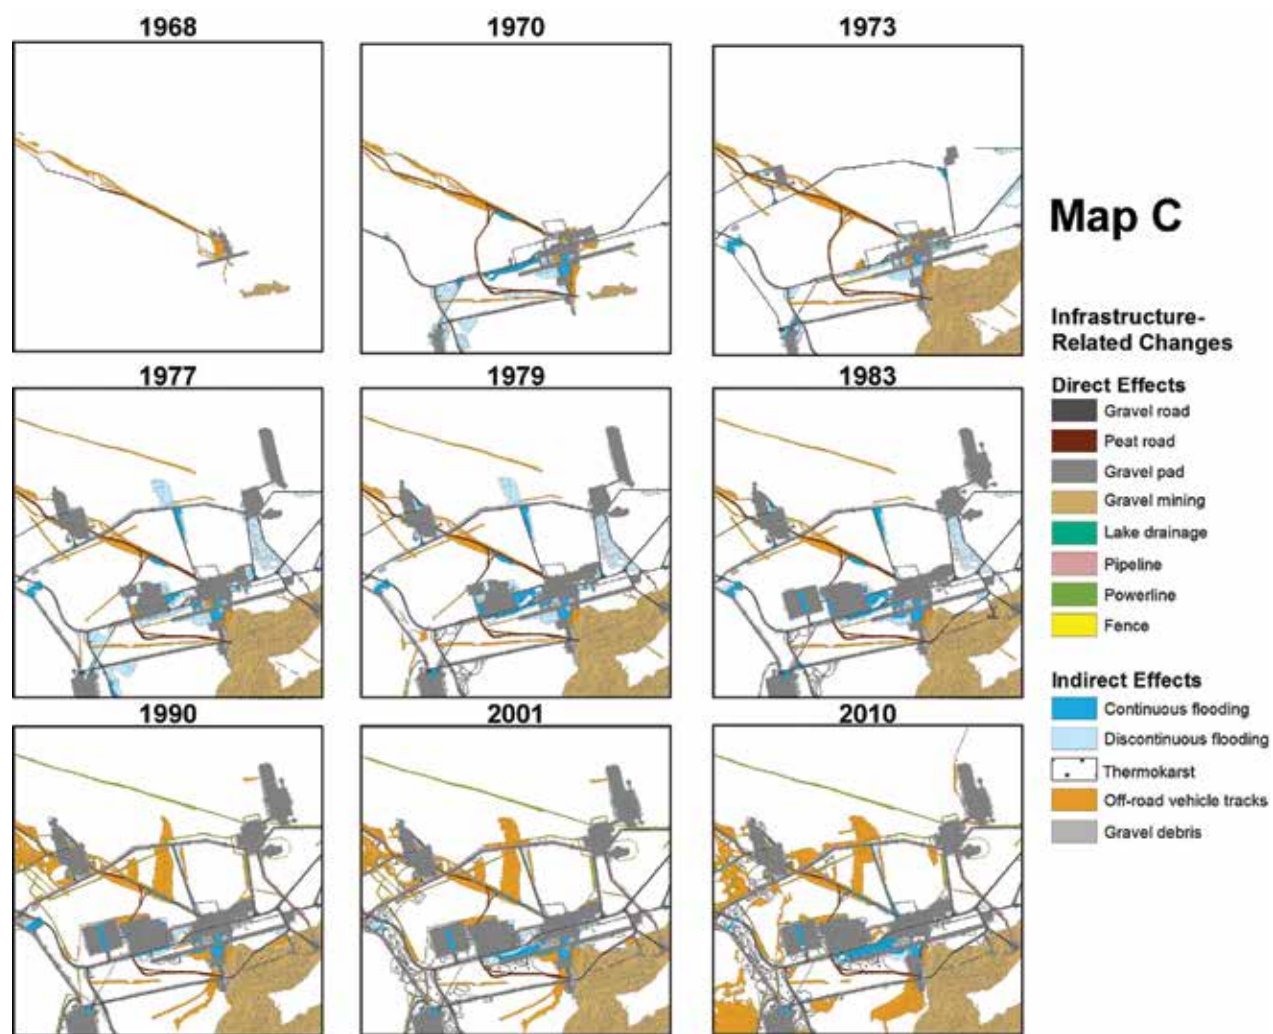 1968
1970
1973
Map C
Infrastructure-
Related Changes
Direct Effects
Gravel road
Peat road
Gravel pad
Gravel mining
Lake drainage
Pipeline
Powerline
Fence
Indirect Effects
Continuous flooding
Discontinuous flooding
Thermokarst
Off-road vehicle tracks
Gravel debris
1977
1979
1983
1990
2001
2010